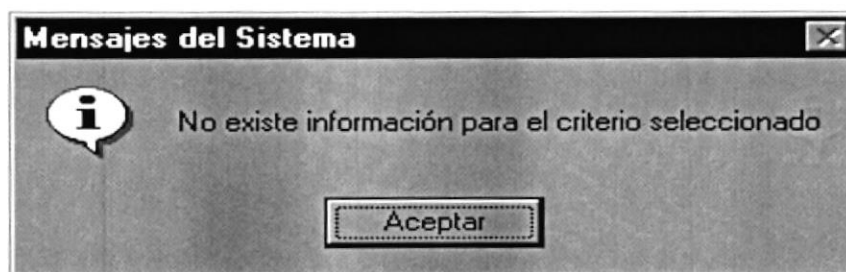 Mensajes del Sistema
No existe información para el criterio seleccionado
Aceptar